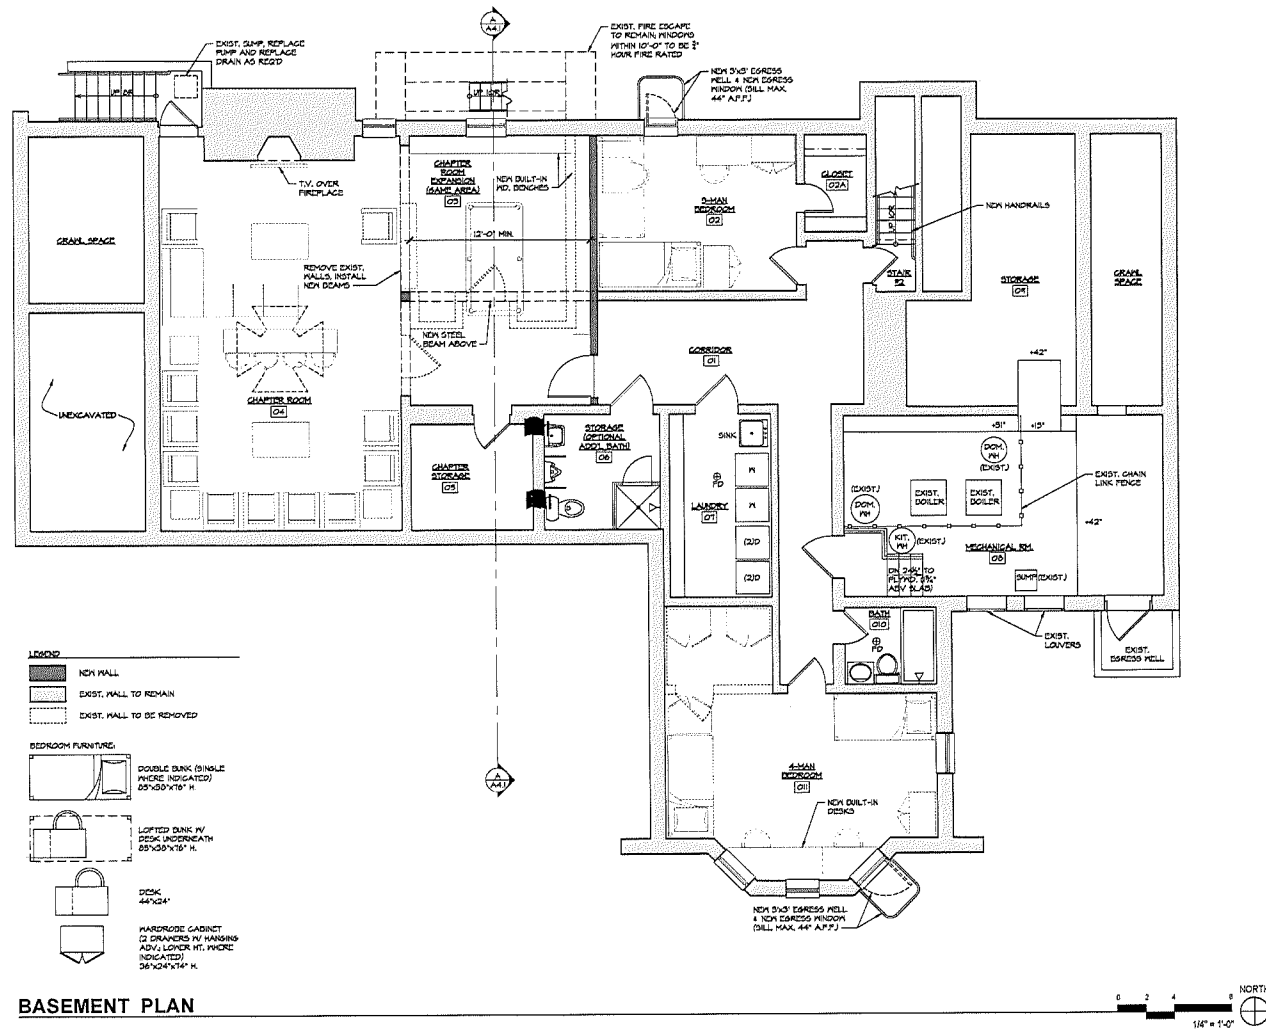 A
A4.1
EXIST. FIRE ESCAPE
TO REMAIN; WINDOWS
WITHIN 10'-0" TO BE ¾
HOUR FIRE RATED
EXIST. SUMP, REPLACE
PUMP AND REPLACE
DRAIN AS REQ'D
NEW 3'x3' EGRESS
WELL & NEW EGRESS
WINDOW (SILL MAX.
44" A.F.F.)
UP 8R
UP 10R
T.V. OVER
FIREPLACE
CHAPTER
ROOM
EXPANSION
(GAME AREA)
03
NEW BUILT-IN
WD. BENCHES
3-MAN
BEDROOM
02
CLOSET
02A
UP 10R
NEW HANDRAILS
CRAWL SPACE
12'-0" MIN.
REMOVE EXIST.
WALLS, INSTALL
NEW BEAMS
STAIR
#2
STORAGE
09
CRAWL
SPACE
NEW STEEL
BEAM ABOVE
CORRIDOR
01
+42"
UNEXCAVATED
CHAPTER ROOM
04
STORAGE
(OPTIONAL
ADD'L BATH)
06
SINK
+31"
+15"
DOM.
WH
(EXIST.)
CHAPTER
STORAGE
05
FD
W
W
(2)D
(2)D
LAUNDRY
07
(EXIST.)
DOM.
WH
EXIST.
BOILER
EXIST.
BOILER
EXIST. CHAIN
LINK FENCE
+42"
KIT.
WH
(EXIST.)
MECHANICAL RM.
08
TO
SUMP (EXIST.)
BATH
010
FD
EXIST.
LOUVERS
EXIST.
EGRESS WELL
LEGEND
NEW WALL
EXIST. WALL TO REMAIN
EXIST. WALL TO BE REMOVED
BEDROOM FURNITURE:
DOUBLE BUNK (SINGLE
WHERE INDICATED)
85"x38"x76" H.
LOFTED BUNK W/
DESK UNDERNEATH
85"x38"x76" H.
DESK
44"x24"
WARDROBE CABINET
(2 DRAWERS W/ HANGING
ADV.; LOWER HT. WHERE
INDICATED)
36"x24"x74" H.
A
A4.1
4-MAN
BEDROOM
011
NEW BUILT-IN
DESKS
NEW 3'x3' EGRESS WELL
& NEW EGRESS WINDOW
(SILL MAX. 44" A.F.F.)
BASEMENT PLAN
0 2 4 8
1/4" = 1'-0"
NORTH